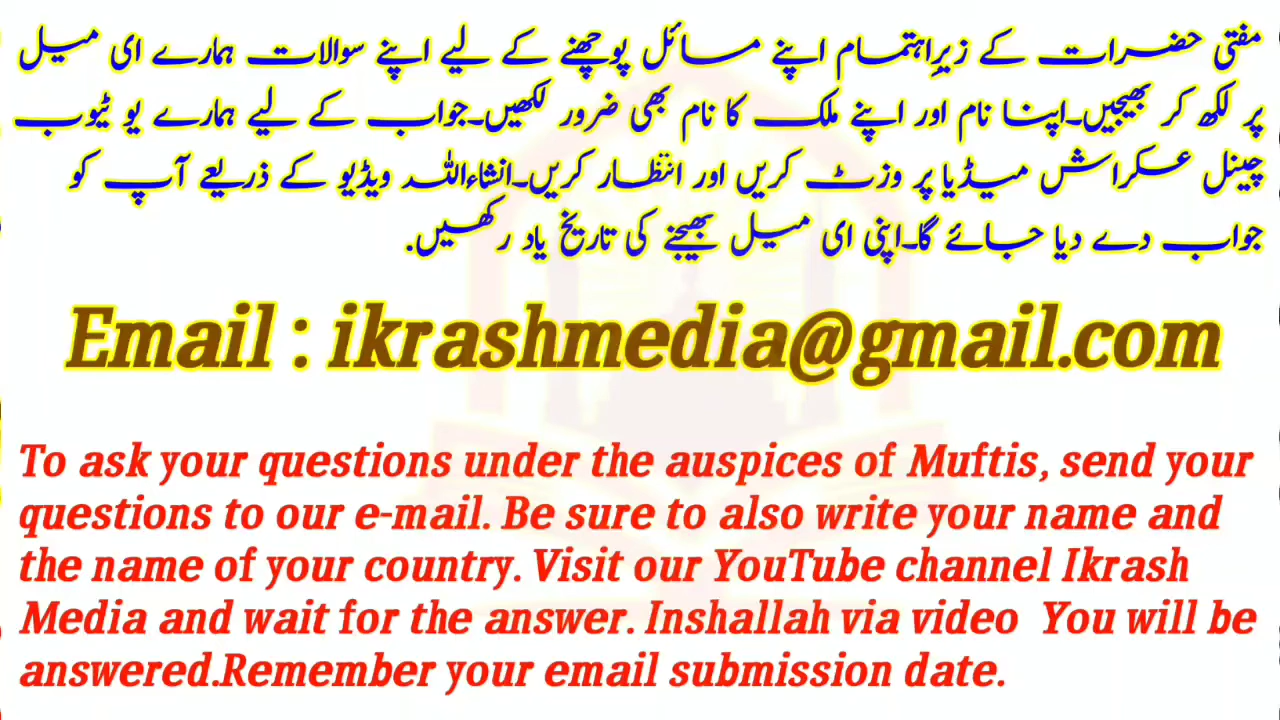 مفتی حضرات کے زیرِاہتمام اپنے مسائل پوچھنے کے لیے اپنے سوالات ہمارے ای میل
پر لکھ کر بھیجیں۔اپنا نام اور اپنے ملک کا نام بھی ضرور لکھیں۔جواب کے لیے ہمارے یو ٹیوب
چینل عکراش میڈیا پر وزٹ کریں اور انتظار کریں۔انشاءاللہ ویڈیو کے ذریعے آپ کو
جواب دے دیا جائے گا۔اپنی ای میل بھیجنے کی تاریخ یاد رکھیں.
Email : ikrashmedia@gmail.com
To ask your questions under the auspices of Muftis, send your
questions to our e-mail. Be sure to also write your name and
the name of your country. Visit our YouTube channel Ikrash
Media and wait for the answer. Inshallah via video You will be
answered.Remember your email submission date.